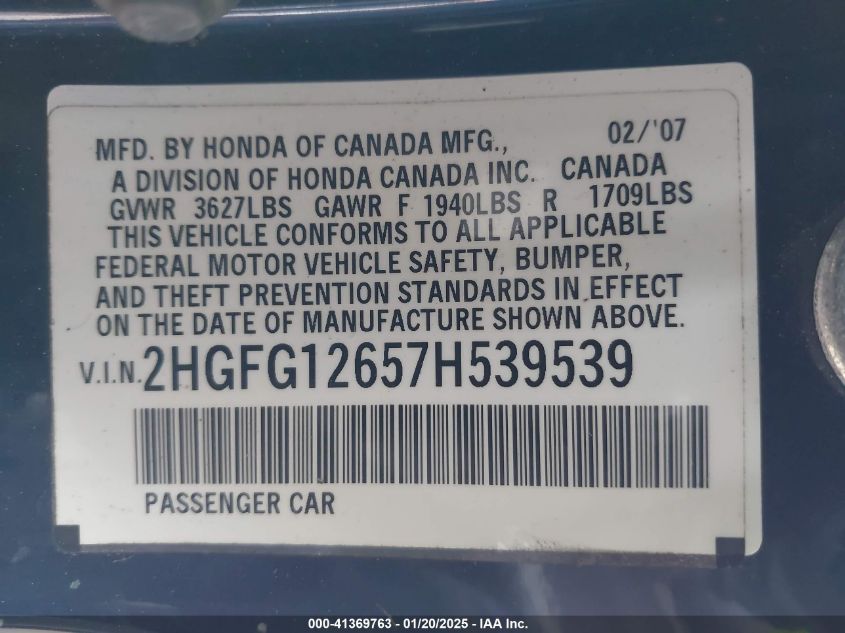 MFD. BY HONDA OF CANADA MFG., 02/'07
A DIVISION OF HONDA CANADA INC. CANADA
GVWR 3627LBS GAWR F 1940LBS R 1709LBS
THIS VEHICLE CONFORMS TO ALL APPLICABLE
FEDERAL MOTOR VEHICLE SAFETY, BUMPER,
AND THEFT PREVENTION STANDARDS IN EFFECT
ON THE DATE OF MANUFACTURE SHOWN ABOVE.
V.I.N. 2HGFG12657H539539
PASSENGER CAR
000-41369763 - 01/20/2025 - IAA Inc.